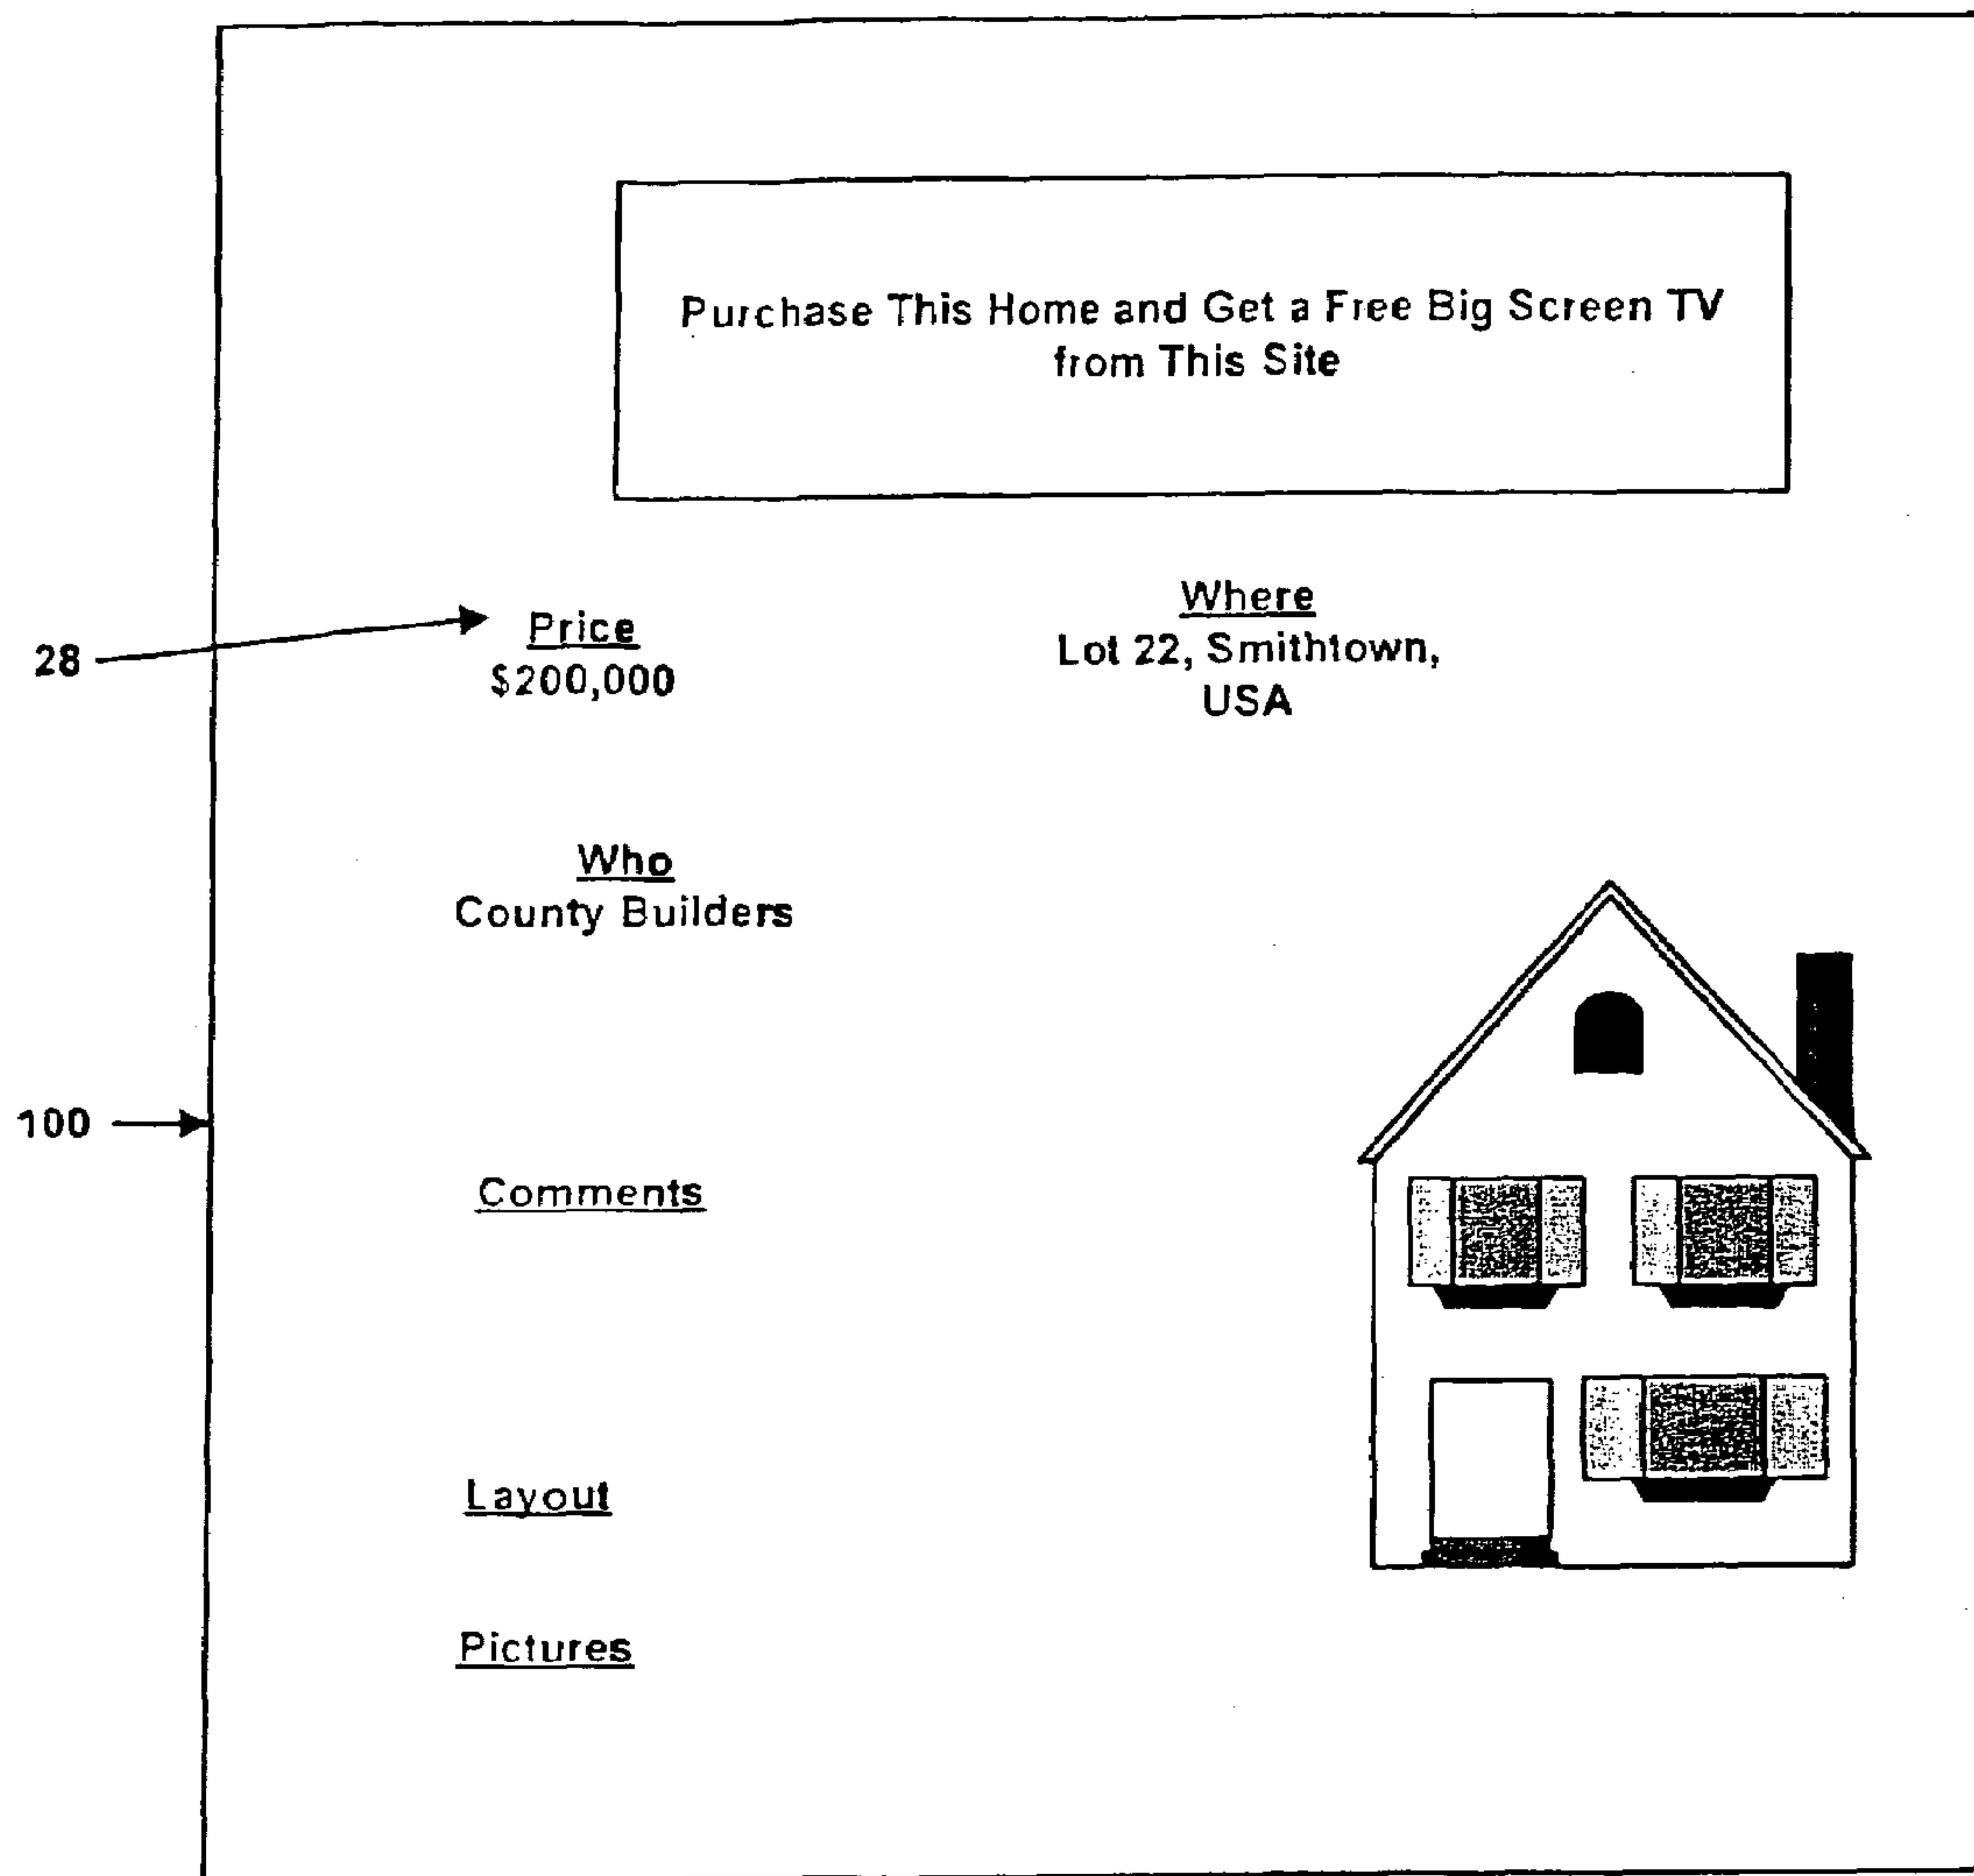 Purchase This Home and Get a Free Big Screen TV
from This Site
28
Price
$200,000
Where
Lot 22, Smithtown,
USA
Who
County Builders
100
Comments
Layout
Pictures